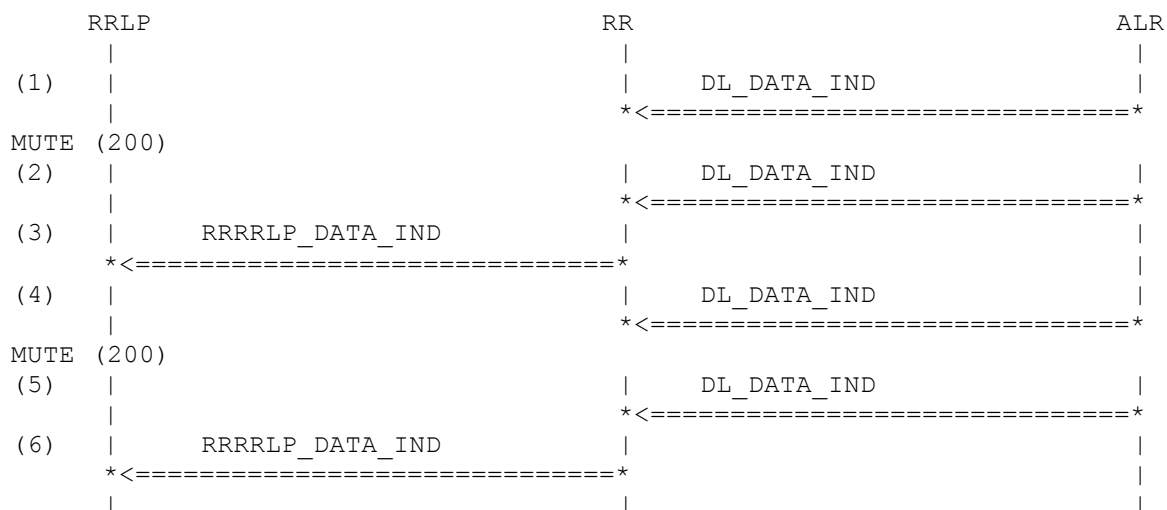 RRLP RR ALR
| | |
(1) | | DL_DATA_IND |
| *<==============================*
MUTE (200)
(2) | | DL_DATA_IND |
| *<==============================*
(3) | RRRRLP_DATA_IND | |
*<==============================* |
(4) | | DL_DATA_IND |
| *<==============================*
MUTE (200)
(5) | | DL_DATA_IND |
| *<==============================*
(6) | RRRRLP_DATA_IND | |
*<==============================* |
| | |